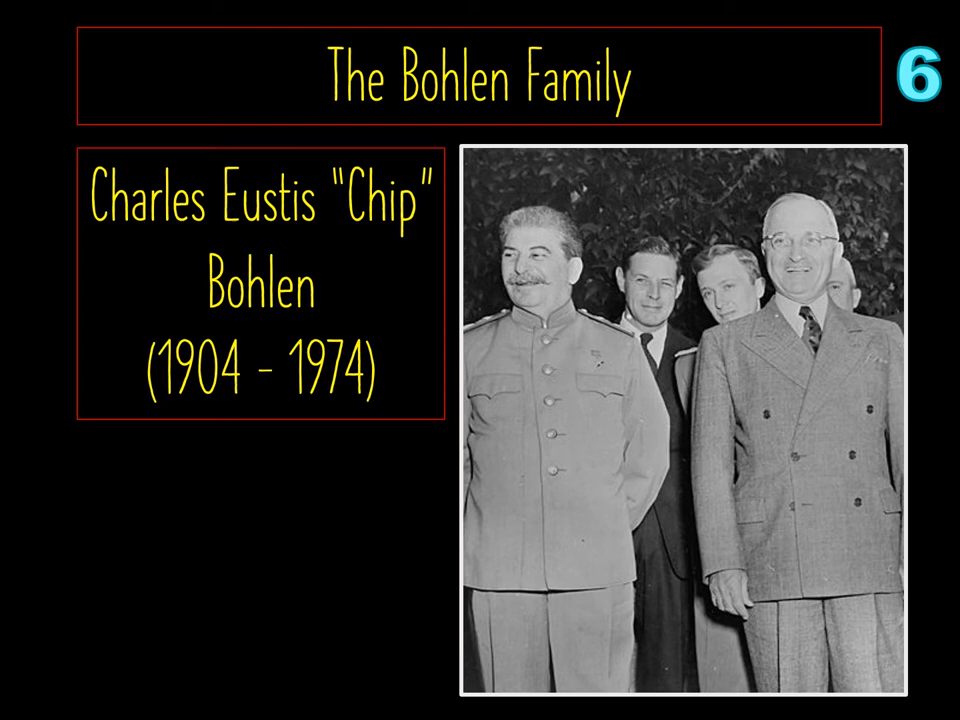 The Bohlen Family
6
Charles Eustis "Chip"
Bohlen
(1904 - 1974)